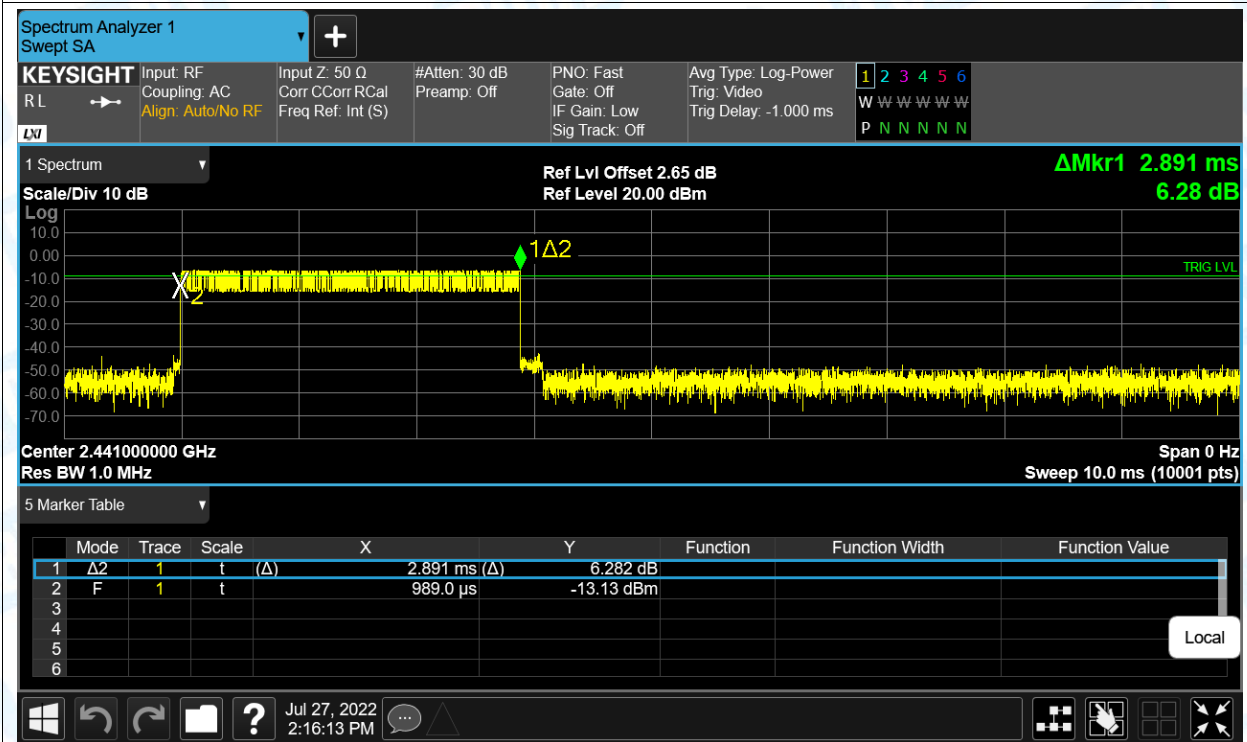 Spectrum Analyzer 1
Swept SA
KEYSIGHT Input: RF Input Z: 50 Ω #Atten: 30 dB PNO: Fast Avg Type: Log-Power 1 2 3 4 5 6
R L Coupling: AC Corr CCorr RCal Preamp: Off Gate: Off Trig: Video W W W W W W
Align: Auto/No RF Freq Ref: Int (S) IF Gain: Low Trig Delay: -1.000 ms
LXI Sig Track: Off P N N N N N
1 Spectrum Ref Lvl Offset 2.65 dB ΔMkr1 2.891 ms
Scale/Div 10 dB Ref Level 20.00 dBm 6.28 dB
Log
10.0
0.00 1Δ2
-10.0 TRIG LVL
-20.0 2
-30.0
-40.0
-50.0
-60.0
-70.0
Center 2.441000000 GHz Span 0 Hz
Res BW 1.0 MHz Sweep 10.0 ms (10001 pts)
5 Marker Table
Mode Trace Scale X Y Function Function Width Function Value
1 Δ2 1 t (Δ) 2.891 ms (Δ) 6.282 dB
2 F 1 t 989.0 µs -13.13 dBm
3
4
5
6
Local
? Jul 27, 2022
2:16:13 PM